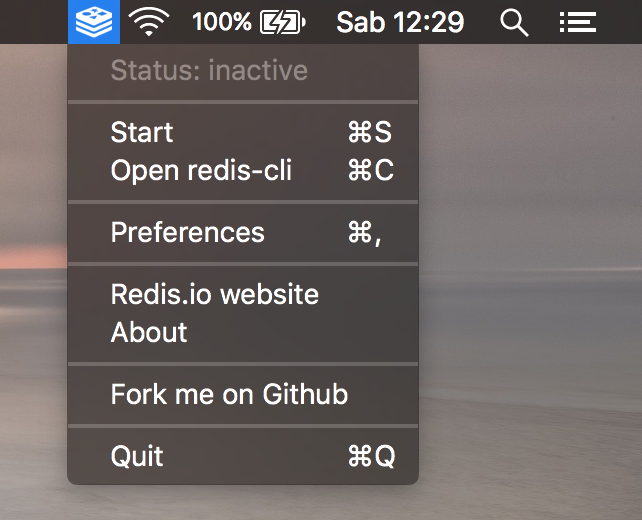 100% Sab 12:29
Status: inactive
Start ⌘S
Open redis-cli ⌘C
Preferences ⌘,
Redis.io website
About
Fork me on Github
Quit ⌘Q